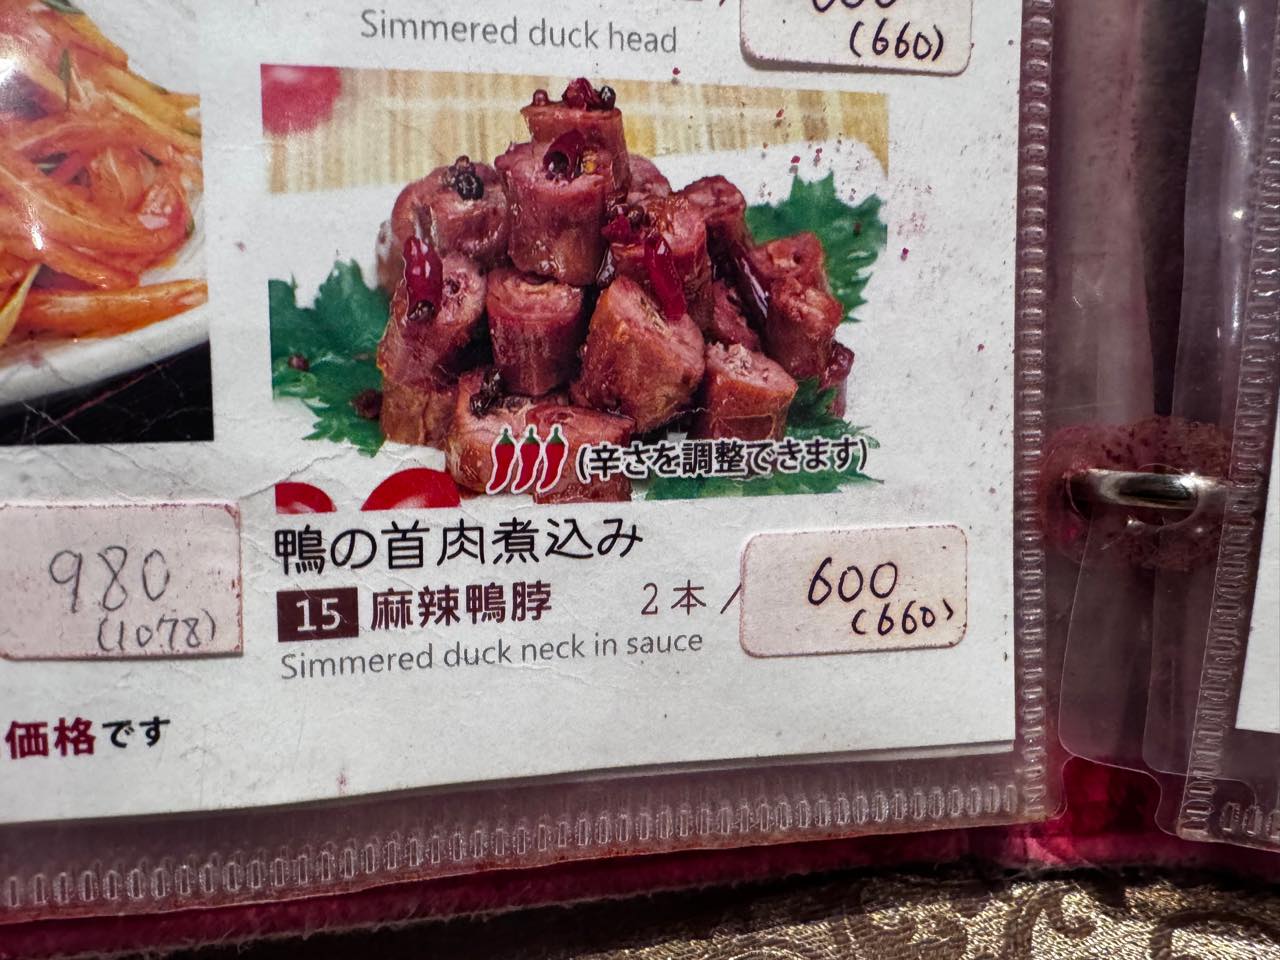 Simmered duck head
(660)
(辛さを調整できます)
鴨の首肉煮込み
15 麻辣鴨脖 2本/ 600
(660)
Simmered duck neck in sauce
980
(1078)
価格です